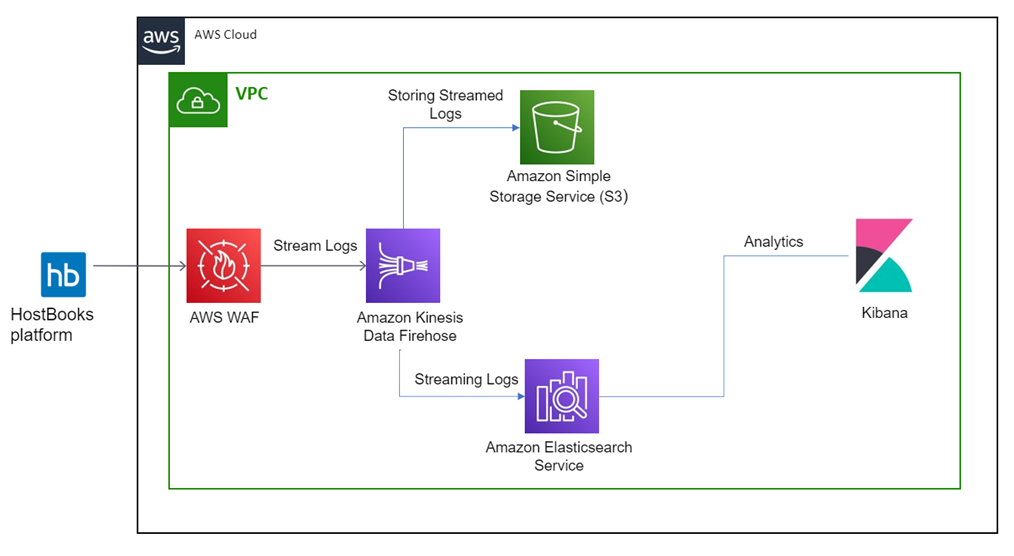 aws
AWS Cloud
VPC
Storing Streamed
Logs
Amazon Simple
Storage Service (S3)
hb
HostBooks
platform
AWS WAF
Stream Logs
Amazon Kinesis
Data Firehose
Streaming Logs
Amazon Elasticsearch
Service
Analytics
Kibana